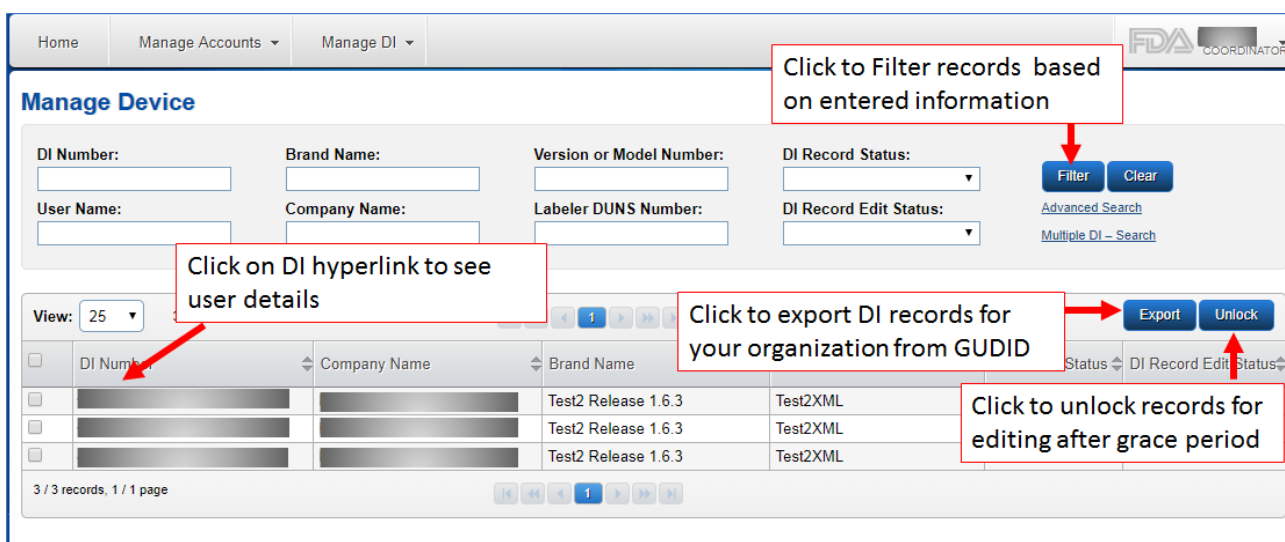 Home Manage Accounts Manage DI FDA COORDINATOR
Click to Filter records based
on entered information
Manage Device
DI Number: Brand Name: Version or Model Number: DI Record Status:
Filter Clear
User Name: Company Name: Labeler DUNS Number: DI Record Edit Status:
Advanced Search
Multiple DI – Search
Click on DI hyperlink to see
user details
View: 25 1
Click to export DI records for
your organization from GUDID
Export Unlock
DI Number Company Name Brand Name Status DI Record Edit Status
Click to unlock records for
editing after grace period
Test2 Release 1.6.3 Test2XML
Test2 Release 1.6.3 Test2XML
Test2 Release 1.6.3 Test2XML
3 / 3 records, 1 / 1 page 1